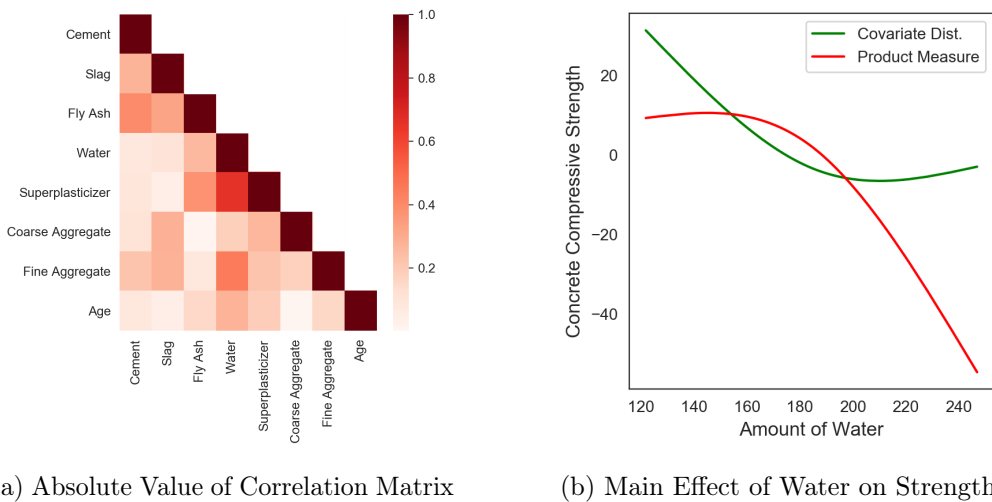 Cement
Slag
Fly Ash
Water
Superplasticizer
Coarse Aggregate
Fine Aggregate
Age
Cement
Slag
Fly Ash
Water
Superplasticizer
Coarse Aggregate
Fine Aggregate
Age
1.0
0.8
0.6
0.4
0.2
a) Absolute Value of Correlation Matrix
Covariate Dist.
Product Measure
Concrete Compressive Strength
20
0
−20
−40
120 140 160 180 200 220 240
Amount of Water
(b) Main Effect of Water on Strength